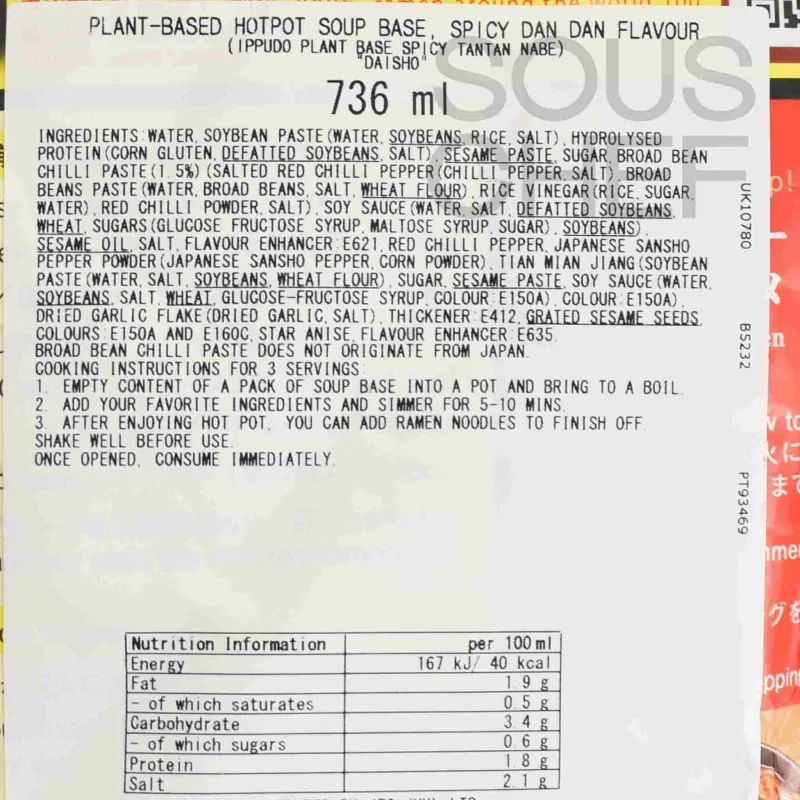 PLANT-BASED HOTPOT SOUP BASE, SPICY DAN DAN FLAVOUR
(IPPUDO PLANT BASE SPICY TANTAN NABE)
"DAISHO"
736 ml
SOUS
CHEF
INGREDIENTS:WATER, SOYBEAN PASTE(WATER, SOYBEANS, RICE, SALT), HYDROLYSED
PROTEIN(CORN GLUTEN, DEFATTED SOYBEANS, SALT), SESAME PASTE, SUGAR, BROAD BEAN
CHILLI PASTE(1.5%)(SALTED RED CHILLI PEPPER(CHILLI PEPPER, SALT), BROAD
BEANS PASTE(WATER, BROAD BEANS, SALT, WHEAT FLOUR), RICE VINEGAR(RICE, SUGAR,
WATER), RED CHILLI POWDER, SALT), SOY SAUCE(WATER, SALT, DEFATTED SOYBEANS,
WHEAT, SUGARS(GLUCOSE FRUCTOSE SYRUP, MALTOSE SYRUP, SUGAR), SOYBEANS),
SESAME OIL, SALT, FLAVOUR ENHANCER:E621, RED CHILLI PEPPER, JAPANESE SANSHO
PEPPER POWDER(JAPANESE SANSHO PEPPER, CORN POWDER), TIAN MIAN JIANG(SOYBEAN
PASTE(WATER, SALT, SOYBEANS, WHEAT FLOUR), SUGAR, SESAME PASTE, SOY SAUCE(WATER,
SOYBEANS, SALT, WHEAT, GLUCOSE-FRUCTOSE SYRUP, COLOUR:E150A), COLOUR:E150A),
DRIED GARLIC FLAKE(DRIED GARLIC, SALT), THICKENER:E412, GRATED SESAME SEEDS,
COLOURS:E150A AND E160C, STAR ANISE, FLAVOUR ENHANCER:E635.
BROAD BEAN CHILLI PASTE DOES NOT ORIGINATE FROM JAPAN.
COOKING INSTRUCTIONS FOR 3 SERVINGS:
1. EMPTY CONTENT OF A PACK OF SOUP BASE INTO A POT AND BRING TO A BOIL.
2. ADD YOUR FAVORITE INGREDIENTS AND SIMMER FOR 5-10 MINS.
3. AFTER ENJOYING HOT POT, YOU CAN ADD RAMEN NOODLES TO FINISH OFF.
SHAKE WELL BEFORE USE.
ONCE OPENED, CONSUME IMMEDIATELY.
UK10780
B5232
PT93469
Nutrition Information per 100ml
Energy 167 kJ/ 40 kcal
Fat 1.9 g
- of which saturates 0.5 g
Carbohydrate 3.4 g
- of which sugars 0.6 g
Protein 1.8 g
Salt 2.1 g